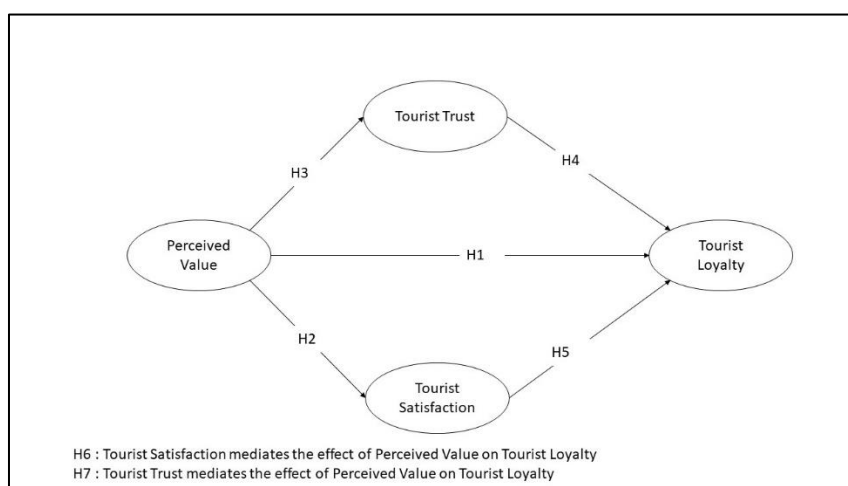 Tourist Trust
H3
H4
Perceived
Value
H1
Tourist
Loyalty
H2
H5
Tourist
Satisfaction
H6 : Tourist Satisfaction mediates the effect of Perceived Value on Tourist Loyalty
H7 : Tourist Trust mediates the effect of Perceived Value on Tourist Loyalty